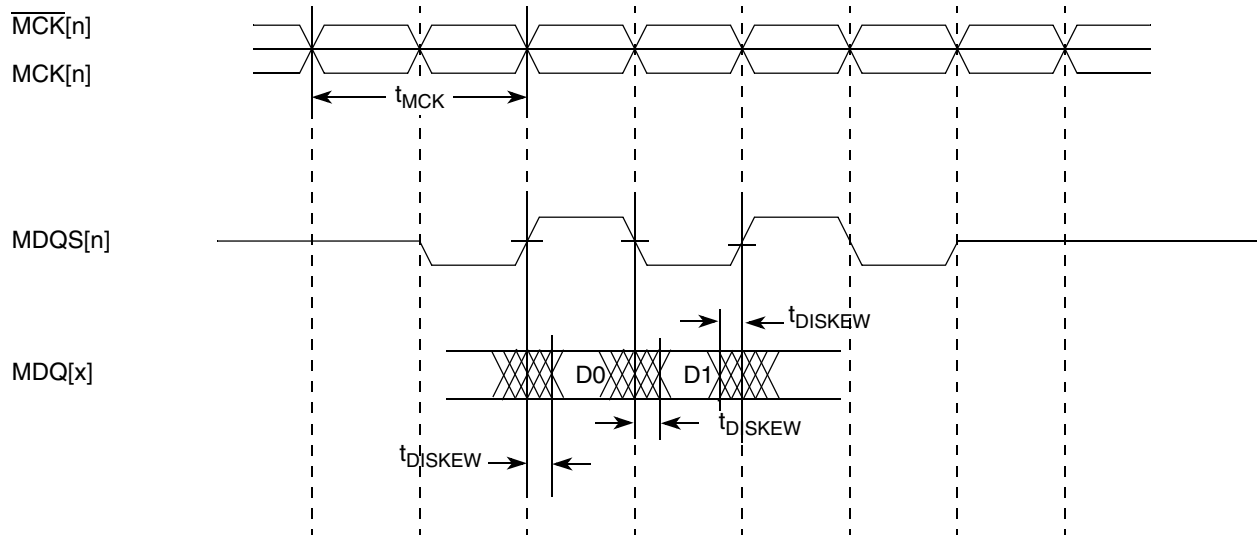 MCK[n]
MCK[n]
tMCK
MDQS[n]
tDISKEW
MDQ[x]
D0
D1
tDISKEW
tDISKEW